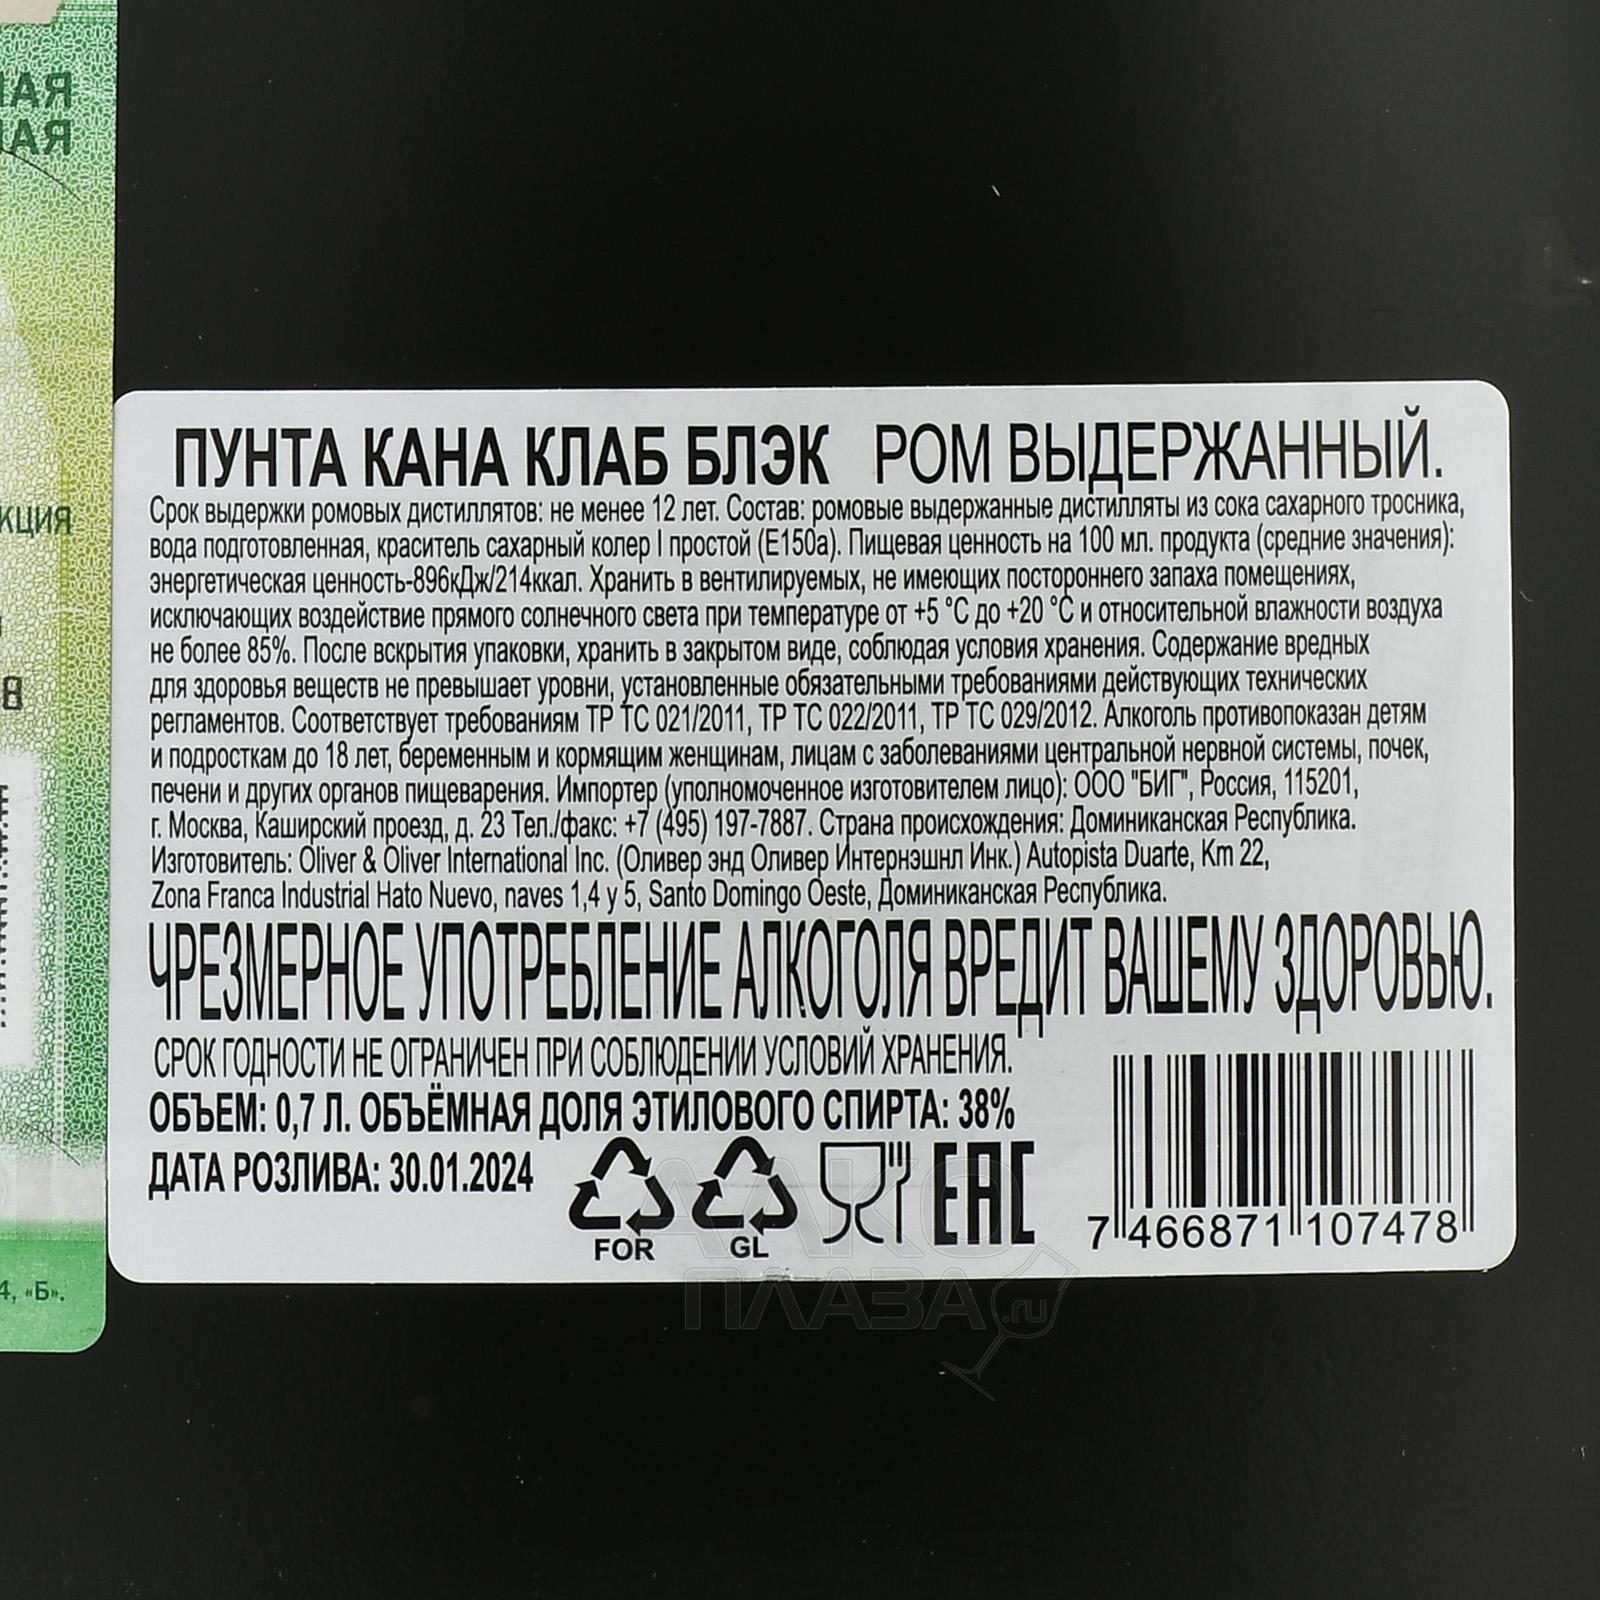 ПУНТА КАНА КЛАБ БЛЭК РОМ ВЫДЕРЖАННЫЙ.
Срок выдержки ромовых дистиллятов: не менее 12 лет. Состав: ромовые выдержанные дистилляты из сока сахарного тросника,
вода подготовленная, краситель сахарный колер I простой (Е150а). Пищевая ценность на 100 мл. продукта (средние значения):
энергетическая ценность-896кДж/214ккал. Хранить в вентилируемых, не имеющих постороннего запаха помещениях,
исключающих воздействие прямого солнечного света при температуре от +5 °С до +20 °С и относительной влажности воздуха
не более 85%. После вскрытия упаковки, хранить в закрытом виде, соблюдая условия хранения. Содержание вредных
для здоровья веществ не превышает уровни, установленные обязательными требованиями действующих технических
регламентов. Соответствует требованиям ТР ТС 021/2011, ТР ТС 022/2011, ТР ТС 029/2012. Алкоголь противопоказан детям
и подросткам до 18 лет, беременным и кормящим женщинам, лицам с заболеваниями центральной нервной системы, почек,
печени и других органов пищеварения. Импортер (уполномоченное изготовителем лицо): ООО "БИГ", Россия, 115201,
г. Москва, Каширский проезд, д. 23 Тел./факс: +7 (495) 197-7887. Страна происхождения: Доминиканская Республика.
Изготовитель: Oliver & Oliver International Inc. (Оливер энд Оливер Интернэшнл Инк.) Autopista Duarte, Km 22,
Zona Franca Industrial Hato Nuevo, naves 1,4 y 5, Santo Domingo Oeste, Доминиканская Республика.
ЧРЕЗМЕРНОЕ УПОТРЕБЛЕНИЕ АЛКОГОЛЯ ВРЕДИТ ВАШЕМУ ЗДОРОВЬЮ.
СРОК ГОДНОСТИ НЕ ОГРАНИЧЕН ПРИ СОБЛЮДЕНИИ УСЛОВИЙ ХРАНЕНИЯ.
ОБЪЕМ: 0,7 Л. ОБЪЁМНАЯ ДОЛЯ ЭТИЛОВОГО СПИРТА: 38%
ДАТА РОЗЛИВА: 30.01.2024
FOR GL EAC
7 466871 107478
АЛКО
ПЛАЗА.ru
4, «Б».